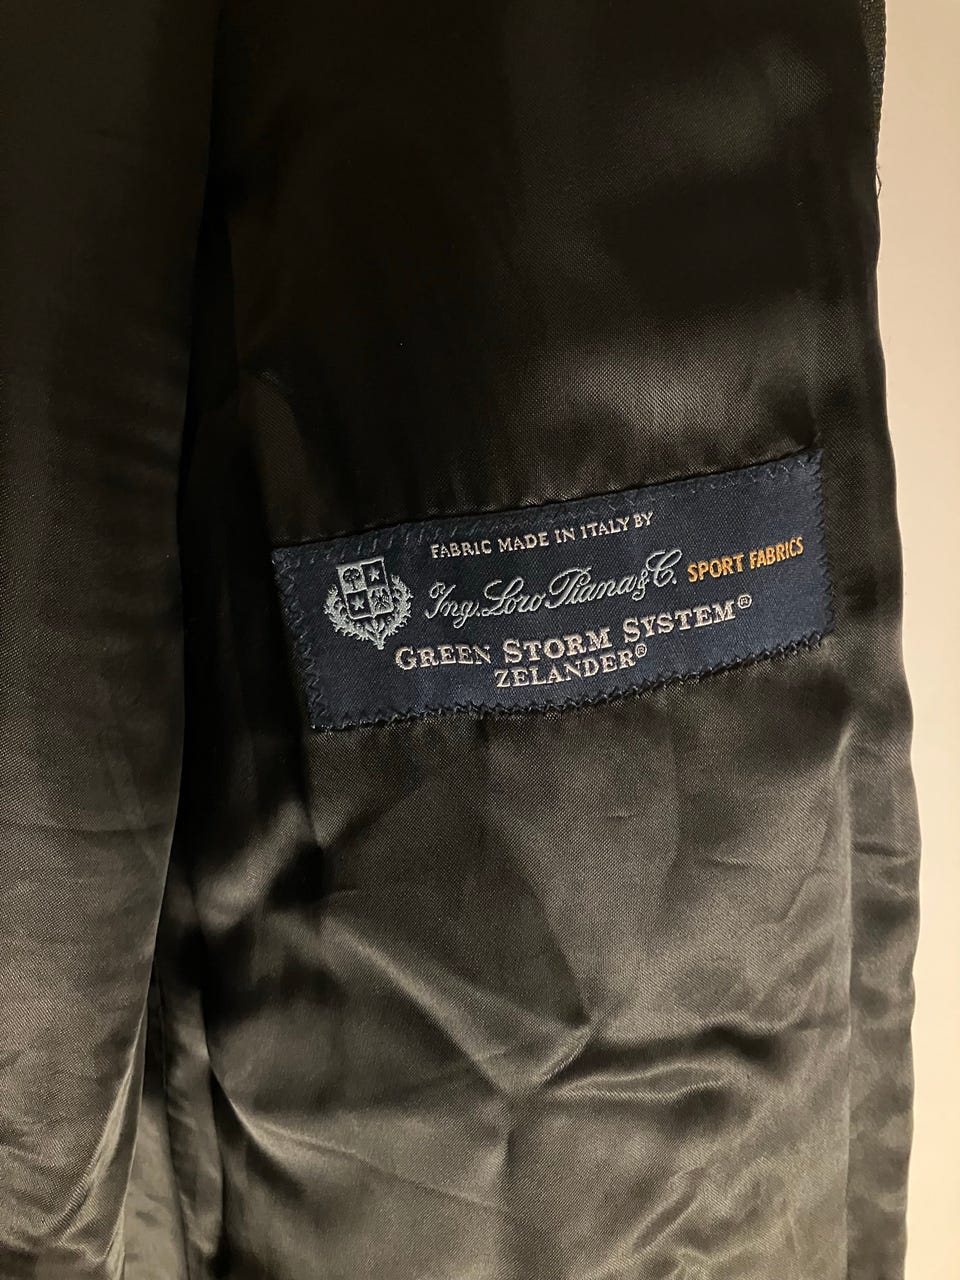 FABRIC MADE IN ITALY BY
Ing. Loro Piana & C. SPORT FABRICS
GREEN STORM SYSTEM®
ZELANDER®